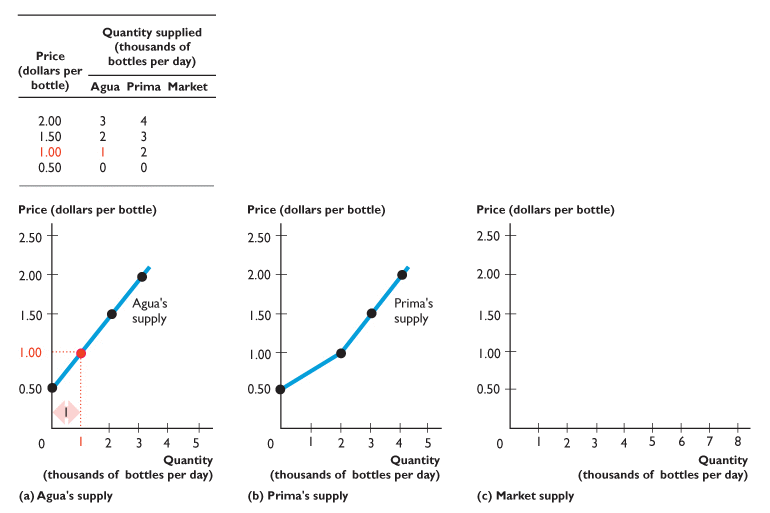 Quantity supplied
(thousands of
bottles per day)
Price
(dollars per
bottle)
Agua Prima Market
2.00 3 4
1.50 2 3
1.00 1 2
0.50 0 0
Price (dollars per bottle)
2.50
2.00
1.50
1.00
0.50
0 1 2 3 4 5
Agua's
supply
1
Quantity
(thousands of bottles per day)
(a) Agua's supply
Price (dollars per bottle)
2.50
2.00
1.50
1.00
0.50
0 1 2 3 4 5
Prima's
supply
Quantity
(thousands of bottles per day)
(b) Prima's supply
Price (dollars per bottle)
2.50
2.00
1.50
1.00
0.50
0 1 2 3 4 5 6 7 8
Quantity
(thousands of bottles per day)
(c) Market supply